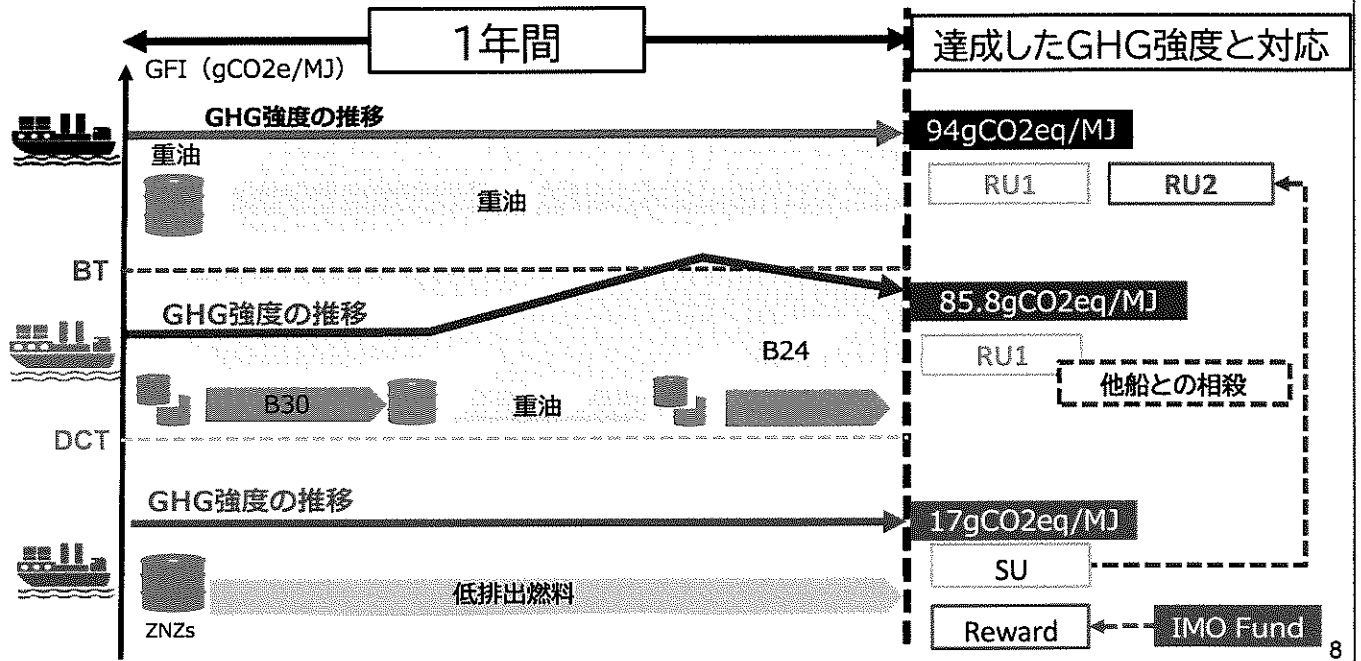 1年間
達成したGHG強度と対応
GFI（gCO2e/MJ）
GHG強度の推移
94gCO2eq/MJ
重油
重油
RU1
RU2
BT
GHG強度の推移
85.8gCO2eq/MJ
B24
RU1
他船との相殺
B30
重油
DCT
GHG強度の推移
17gCO2eq/MJ
SU
低排出燃料
ZNZs
Reward
IMO Fund
8